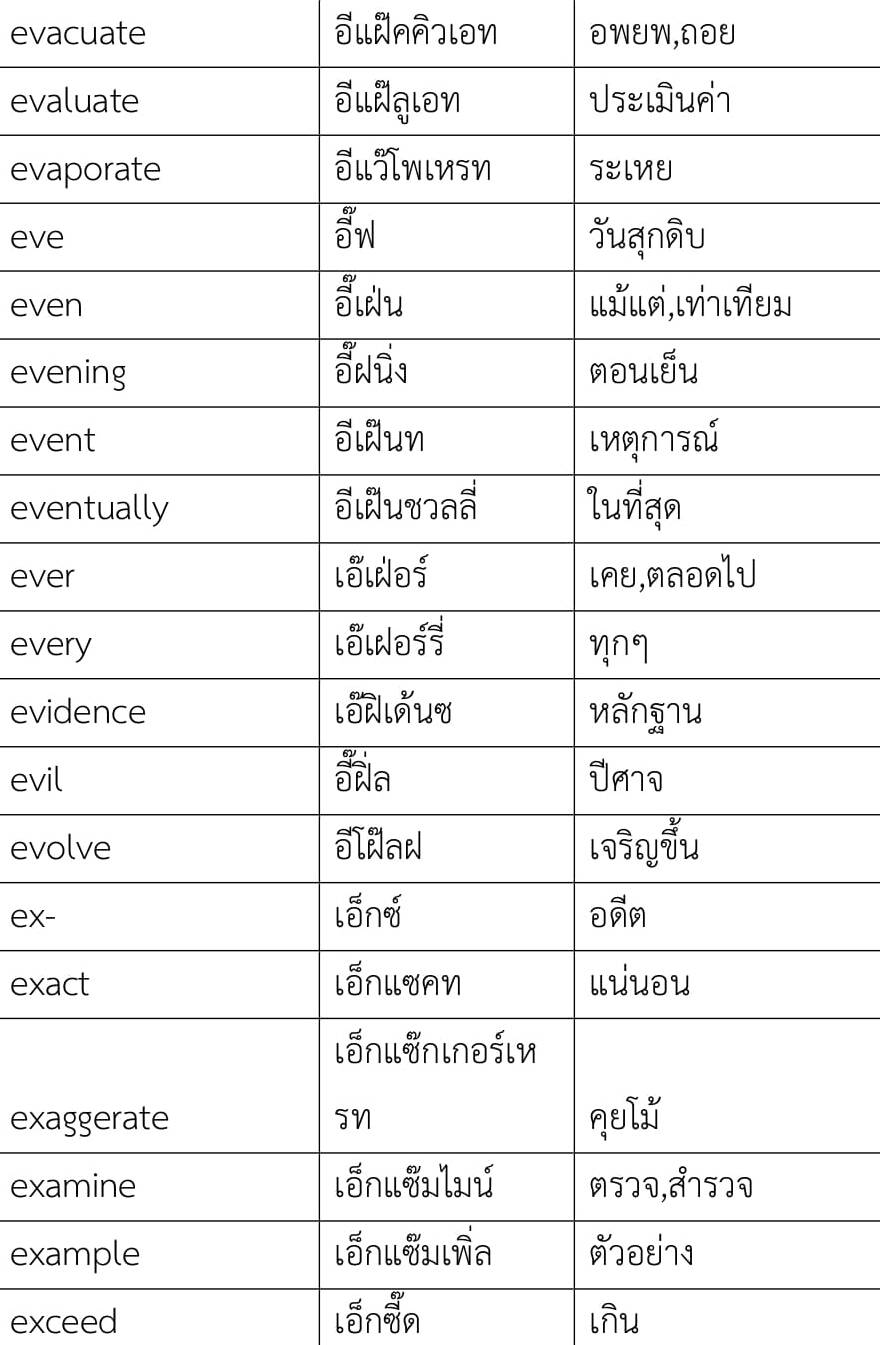 evacuate อีแฝ๊คคิวเอท อพยพ,ถอย
evaluate อีแฝ๊ลูเอท ประเมินค่า
evaporate อีแว๊โพเหรท ระเหย
eve อี๊ฟ วันสุกดิบ
even อี๊เฝ่น แม้แต่,เท่าเทียม
evening อี๊ฝนิ่ง ตอนเย็น
event อีเฝ๊นท เหตุการณ์
eventually อีเฝ๊นชวลลี่ ในที่สุด
ever เอ๊เฝ่อร์ เคย,ตลอดไป
every เอ๊เฝอร์รี่ ทุกๆ
evidence เอ๊ฝิเด้นซ หลักฐาน
evil อี๊ฝิ่ล ปีศาจ
evolve อีโฝ๊ลฝ เจริญขึ้น
ex- เอ็กซ์ อดีต
exact เอ็กแซคท แน่นอน
เอ็กแซ๊กเกอร์เห
exaggerate รท คุยโม้
examine เอ็กแซ๊มไมน์ ตรวจ,สำรวจ
example เอ็กแซ๊มเพิ่ล ตัวอย่าง
exceed เอ็กซี๊ด เกิน